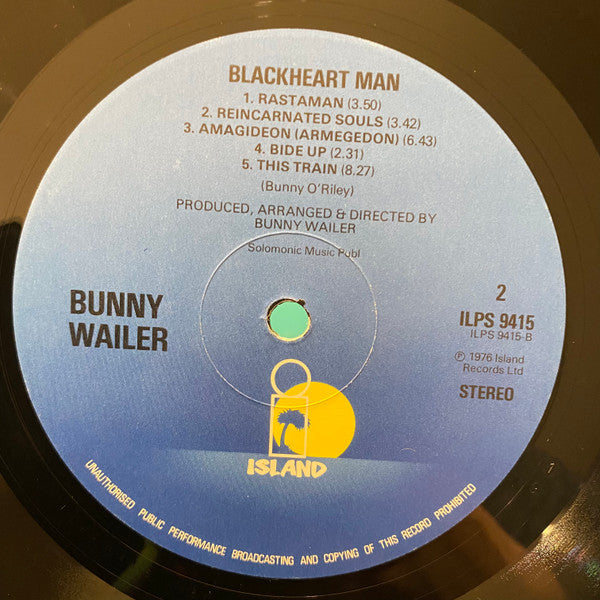 BLACKHEART MAN
1. RASTAMAN (3.50)
2. REINCARNATED SOULS (3.42)
3. AMAGIDEON (ARMEGEDON) (6.43)
4. BIDE UP (2.31)
5. THIS TRAIN (8.27)
(Bunny O'Riley)
PRODUCED, ARRANGED & DIRECTED BY
BUNNY WAILER
Solomonic Music Publ
BUNNY
WAILER
2
ILPS 9415
ILPS 9415-B
℗ 1976 Island
Records Ltd
STEREO
ISLAND
UNAUTHORISED PUBLIC PERFORMANCE BROADCASTING AND COPYING OF THIS RECORD PROHIBITED